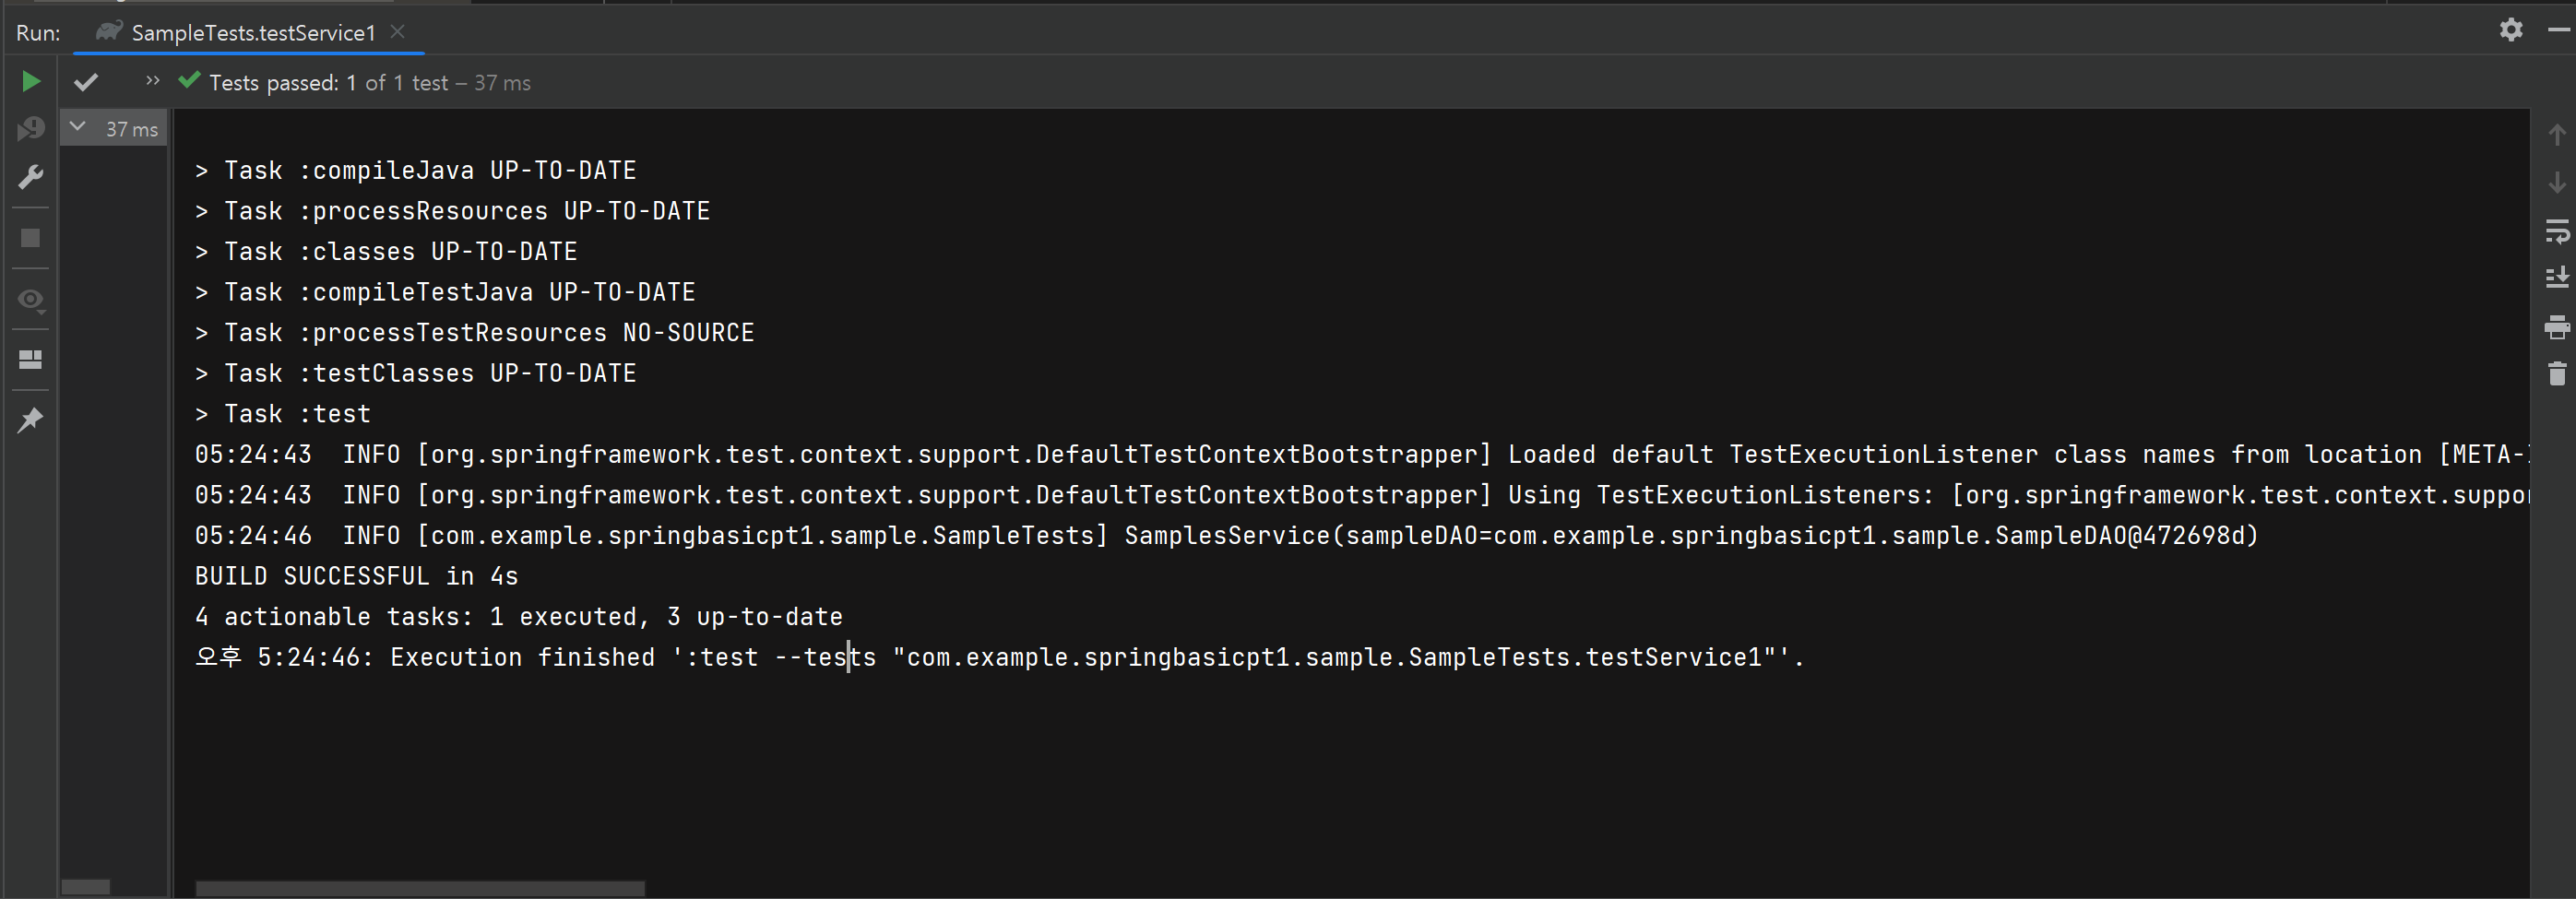 Run: SampleTests.testService1
Tests passed: 1 of 1 test – 37 ms
37 ms
> Task :compileJava UP-TO-DATE
> Task :processResources UP-TO-DATE
> Task :classes UP-TO-DATE
> Task :compileTestJava UP-TO-DATE
> Task :processTestResources NO-SOURCE
> Task :testClasses UP-TO-DATE
> Task :test
05:24:43  INFO [org.springframework.test.context.support.DefaultTestContextBootstrapper] Loaded default TestExecutionListener class names from location [META-
05:24:43  INFO [org.springframework.test.context.support.DefaultTestContextBootstrapper] Using TestExecutionListeners: [org.springframework.test.context.suppo
05:24:46  INFO [com.example.springbasicpt1.sample.SampleTests] SamplesService(sampleDAO=com.example.springbasicpt1.sample.SampleDAO@472698d)
BUILD SUCCESSFUL in 4s
4 actionable tasks: 1 executed, 3 up-to-date
오후 5:24:46: Execution finished ':test --tests "com.example.springbasicpt1.sample.SampleTests.testService1"'.